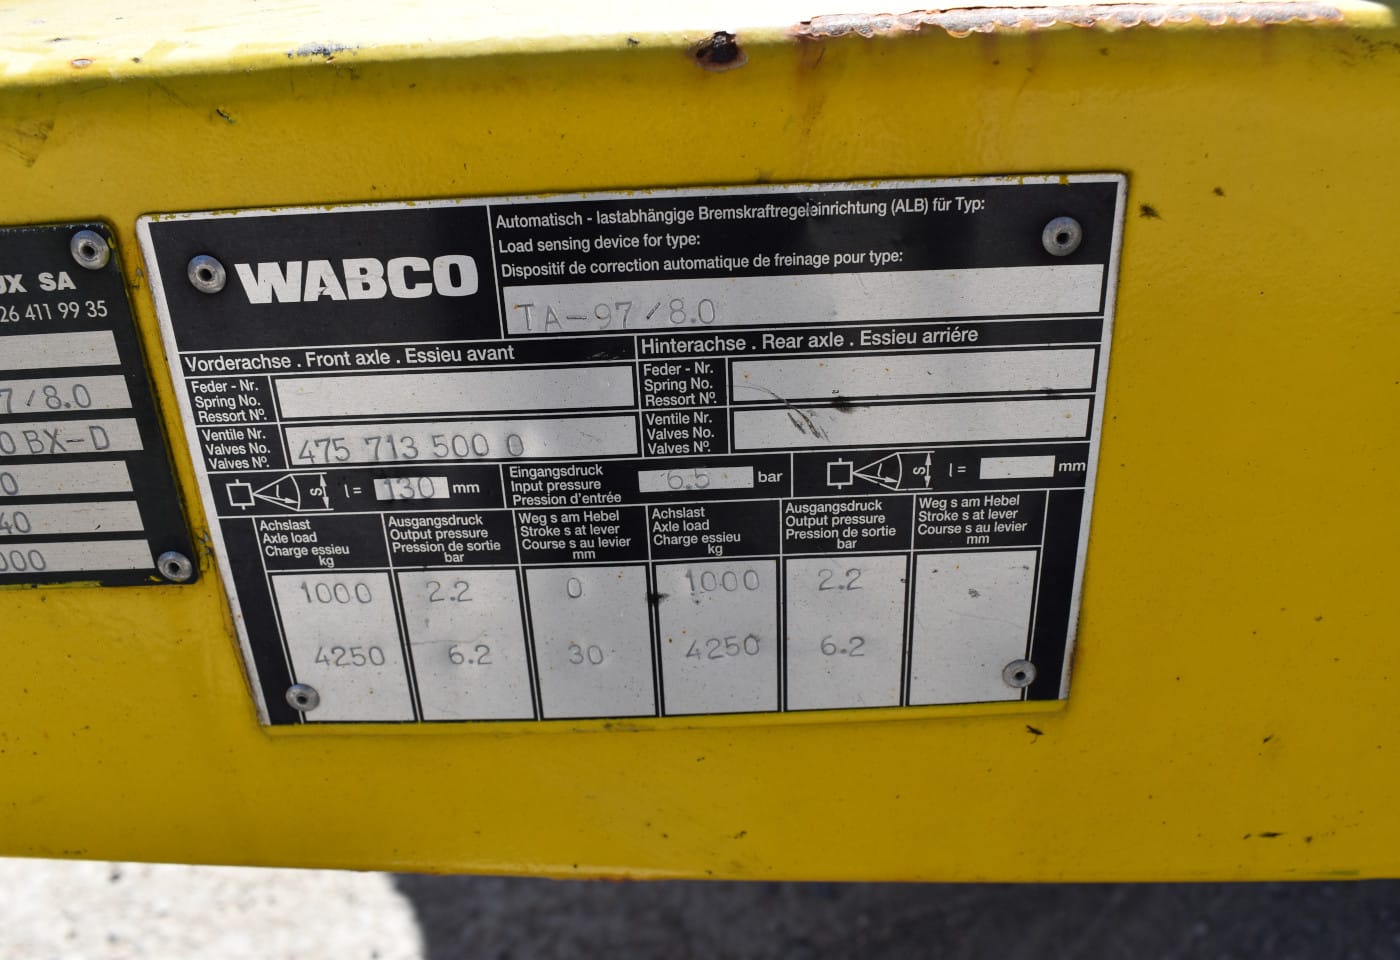 UX SA
26 411 99 35
7/8.0
0 BX-D
0
40
000
WABCO
Automatisch - lastabhängige Bremskraftregeleinrichtung (ALB) für Typ:
Load sensing device for type:
Dispositif de correction automatique de freinage pour type:
TA-97/8.0
Vorderachse . Front axle . Essieu avant
Hinterachse . Rear axle . Essieu arriére
Feder - Nr.
Spring No.
Ressort Nº.
Feder - Nr.
Spring No.
Ressort Nº.
Ventile Nr.
Valves No.
Valves Nº.
475 713 500 0
Ventile Nr.
Valves No.
Valves Nº.
S l = 130 mm
Eingangsdruck
Input pressure
Pression d'entrée
6.5 bar
S l = mm
Achslast
Axle load
Charge essieu
kg
Ausgangsdruck
Output pressure
Pression de sortie
bar
Weg s am Hebel
Stroke s at lever
Course s au levier
mm
Achslast
Axle load
Charge essieu
kg
Ausgangsdruck
Output pressure
Pression de sortie
bar
Weg s am Hebel
Stroke s at lever
Course s au levier
mm
1000 2.2 0 1000 2.2
4250 6.2 30 4250 6.2